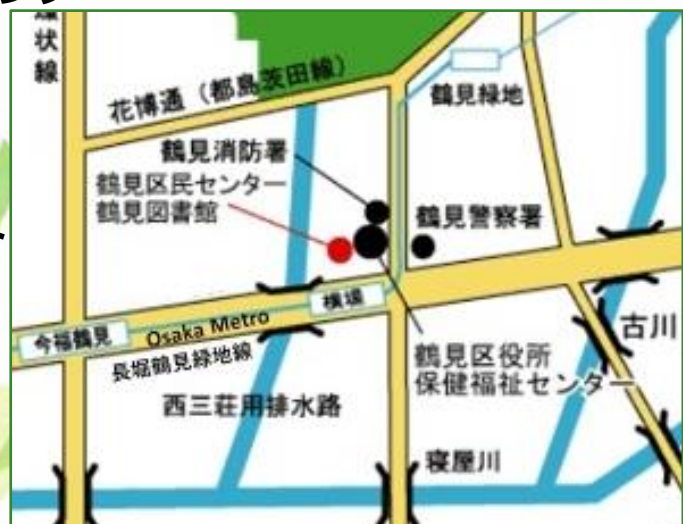 環状線
花博通(都島茨田線)
鶴見緑地
鶴見消防署
鶴見区民センター
鶴見図書館
鶴見警察署
横堤
今福鶴見
Osaka Metro
長堀鶴見緑地線
古川
鶴見区役所
保健福祉センター
西三荘用排水路
寝屋川